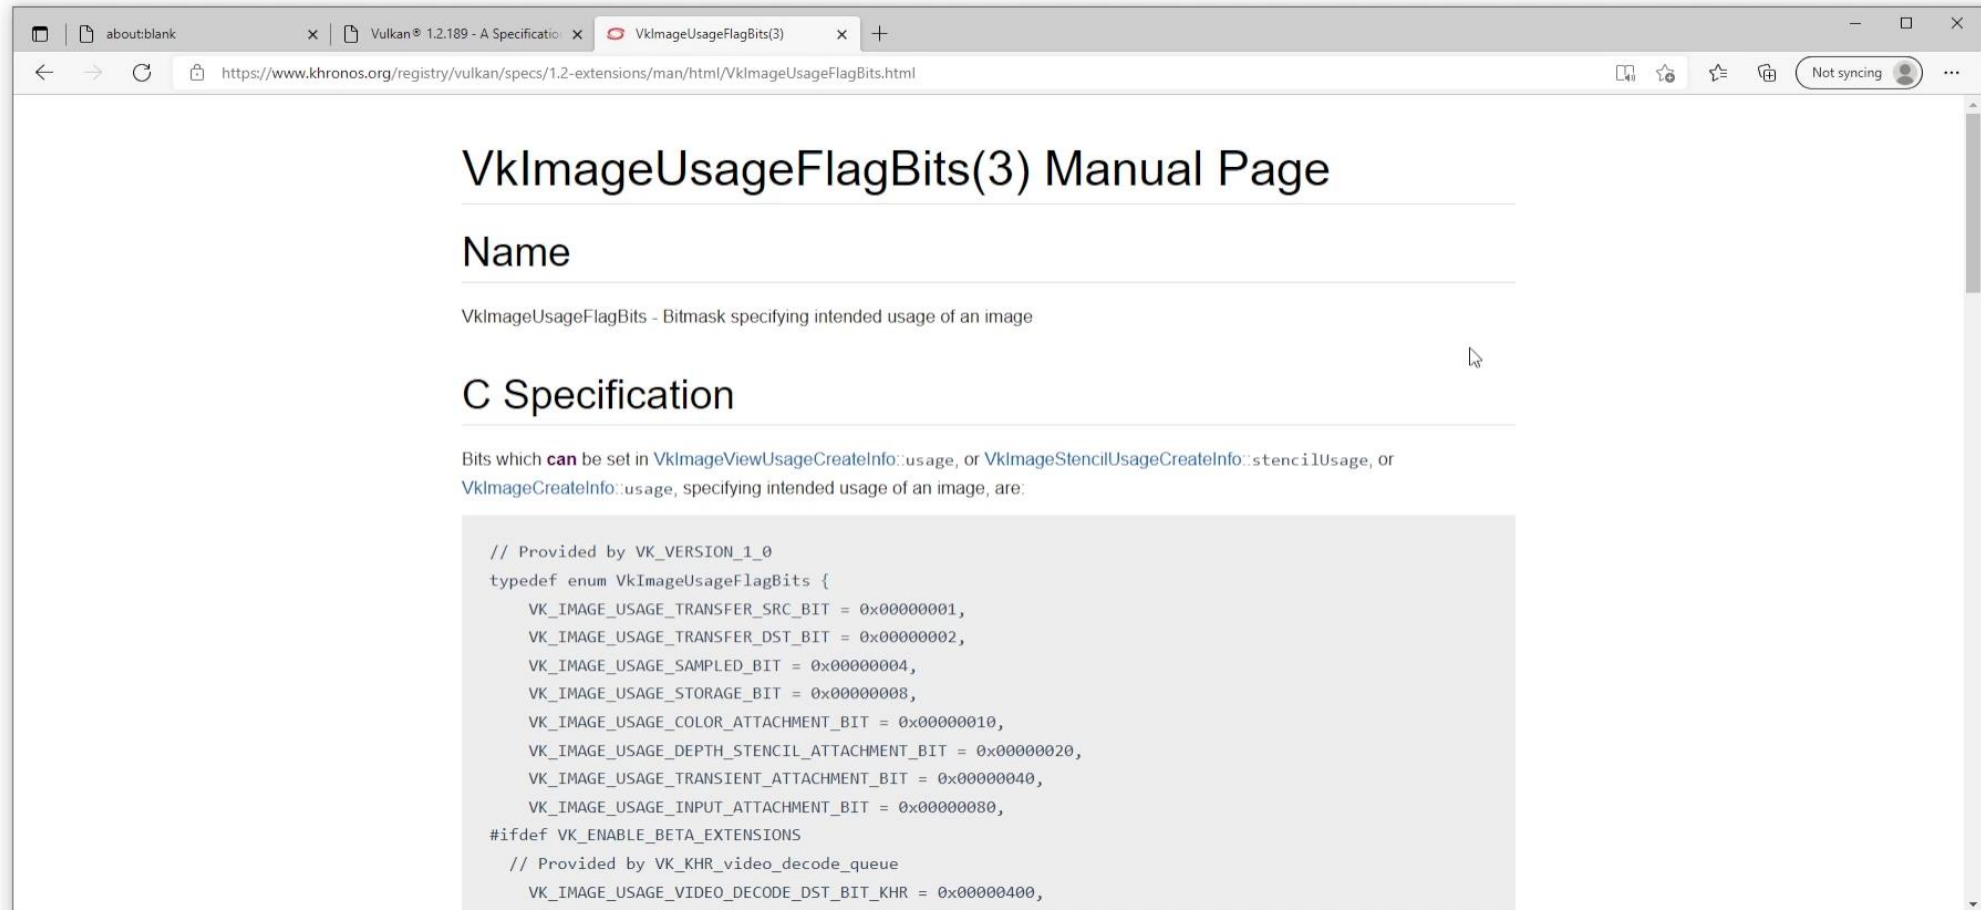 about:blank
Vulkan® 1.2.189 - A Specificatio
VkImageUsageFlagBits(3)
https://www.khronos.org/registry/vulkan/specs/1.2-extensions/man/html/VkImageUsageFlagBits.html
Not syncing
VkImageUsageFlagBits(3) Manual Page
Name
VkImageUsageFlagBits - Bitmask specifying intended usage of an image
C Specification
Bits which can be set in VkImageViewUsageCreateInfo::usage, or VkImageStencilUsageCreateInfo::stencilUsage, or
VkImageCreateInfo::usage, specifying intended usage of an image, are:
// Provided by VK_VERSION_1_0
typedef enum VkImageUsageFlagBits {
    VK_IMAGE_USAGE_TRANSFER_SRC_BIT = 0x00000001,
    VK_IMAGE_USAGE_TRANSFER_DST_BIT = 0x00000002,
    VK_IMAGE_USAGE_SAMPLED_BIT = 0x00000004,
    VK_IMAGE_USAGE_STORAGE_BIT = 0x00000008,
    VK_IMAGE_USAGE_COLOR_ATTACHMENT_BIT = 0x00000010,
    VK_IMAGE_USAGE_DEPTH_STENCIL_ATTACHMENT_BIT = 0x00000020,
    VK_IMAGE_USAGE_TRANSIENT_ATTACHMENT_BIT = 0x00000040,
    VK_IMAGE_USAGE_INPUT_ATTACHMENT_BIT = 0x00000080,
#ifdef VK_ENABLE_BETA_EXTENSIONS
  // Provided by VK_KHR_video_decode_queue
    VK_IMAGE_USAGE_VIDEO_DECODE_DST_BIT_KHR = 0x00000400,